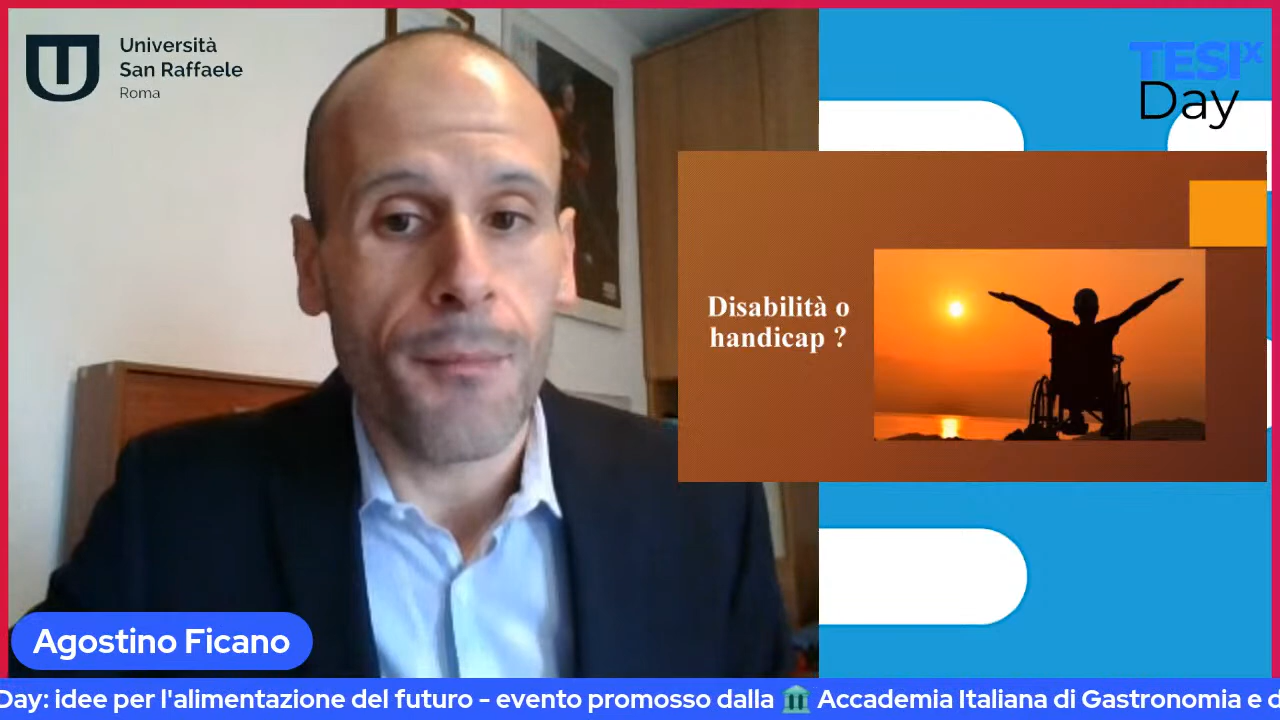 Università
San Raffaele
Roma
TESIx
Day
Disabilità o
handicap ?
Agostino Ficano
Day: idee per l'alimentazione del futuro - evento promosso dalla 🏛️ Accademia Italiana di Gastronomia e d